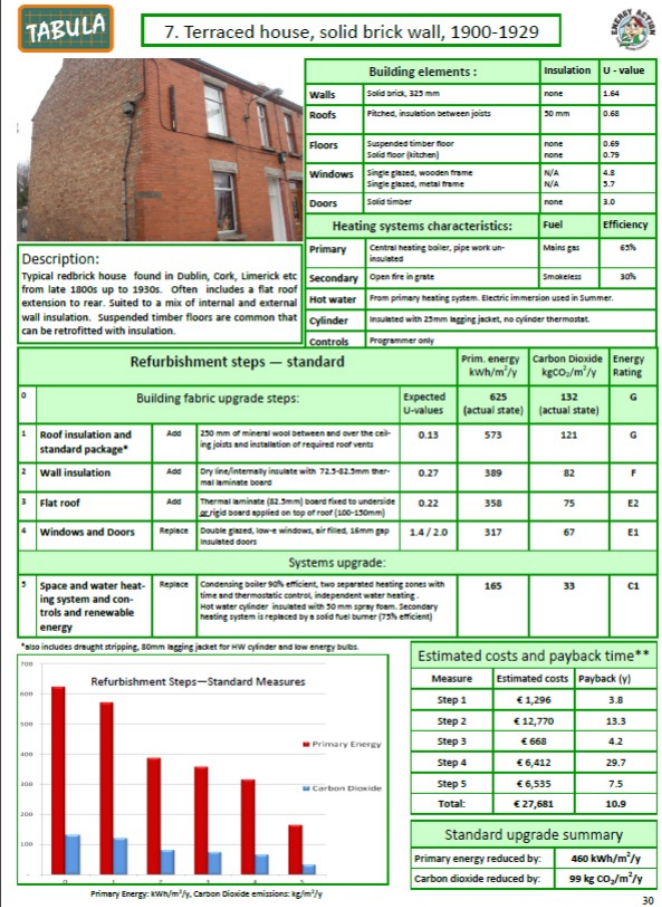 TABULA
7. Terraced house, solid brick wall, 1900-1929
ENERGY ACTION
Building elements : Insulation U - value
Walls Solid brick, 325 mm none 1.64
Roofs Pitched, insulation between joists 50 mm 0.68
Floors Suspended timber floor none 0.69
Solid floor (kitchen) none 0.79
Windows Single glazed, wooden frame N/A 4.8
Single glazed, metal frame N/A 5.7
Doors Solid timber none 3.0
Heating systems characteristics: Fuel Efficiency
Primary Central heating boiler, pipe work un-
insulated Mains gas 65%
Secondary Open fire in grate Smokeless 30%
Hot water From primary heating system. Electric immersion used in Summer.
Cylinder Insulated with 25mm lagging jacket, no cylinder thermostat.
Controls Programmer only
Description:
Typical redbrick house found in Dublin, Cork, Limerick etc
from late 1800s up to 1930s. Often includes a flat roof
extension to rear. Suited to a mix of internal and external
wall insulation. Suspended timber floors are common that
can be retrofitted with insulation.
Refurbishment steps — standard Prim. energy kWh/m²/y Carbon Dioxide kgCO₂/m²/y Energy Rating
0 Building fabric upgrade steps: Expected U-values 625 (actual state) 132 (actual state) G
1 Roof insulation and standard package* Add 250 mm of mineral wool between and over the ceil-
ing joists and installation of required roof vents 0.13 573 121 G
2 Wall insulation Add Dry line/internally insulate with 72.5-82.5mm ther-
mal laminate board 0.27 389 82 F
3 Flat roof Add Thermal laminate (82.5mm) board fixed to underside
or rigid board applied on top of roof (100-150mm) 0.22 358 75 E2
4 Windows and Doors Replace Double glazed, low-e windows, air filled, 16mm gap
Insulated doors 1.4 / 2.0 317 67 E1
Systems upgrade:
5 Space and water heat-
ing system and con-
trols and renewable
energy Replace Condensing boiler 90% efficient, two separated heating zones with
time and thermostatic control, independent water heating .
Hot water cylinder insulated with 50 mm spray foam. Secondary
heating system is replaced by a solid fuel burner (75% efficient) 165 33 C1
*also includes draught stripping, 80mm lagging jacket for HW cylinder and low energy bulbs.
Refurbishment Steps—Standard Measures
700
600
500
400
300
200
100
Primary Energy
Carbon Dioxide
0 1 2 3 4 5
Primary Energy: kWh/m²/y, Carbon Dioxide emissions: kg/m²/y
Estimated costs and payback time**
Measure Estimated costs Payback (y)
Step 1 € 1,296 3.8
Step 2 € 12,770 13.3
Step 3 € 668 4.2
Step 4 € 6,412 29.7
Step 5 € 6,535 7.5
Total: € 27,681 10.9
Standard upgrade summary
Primary energy reduced by: 460 kWh/m²/y
Carbon dioxide reduced by: 99 kg CO₂/m²/y
30